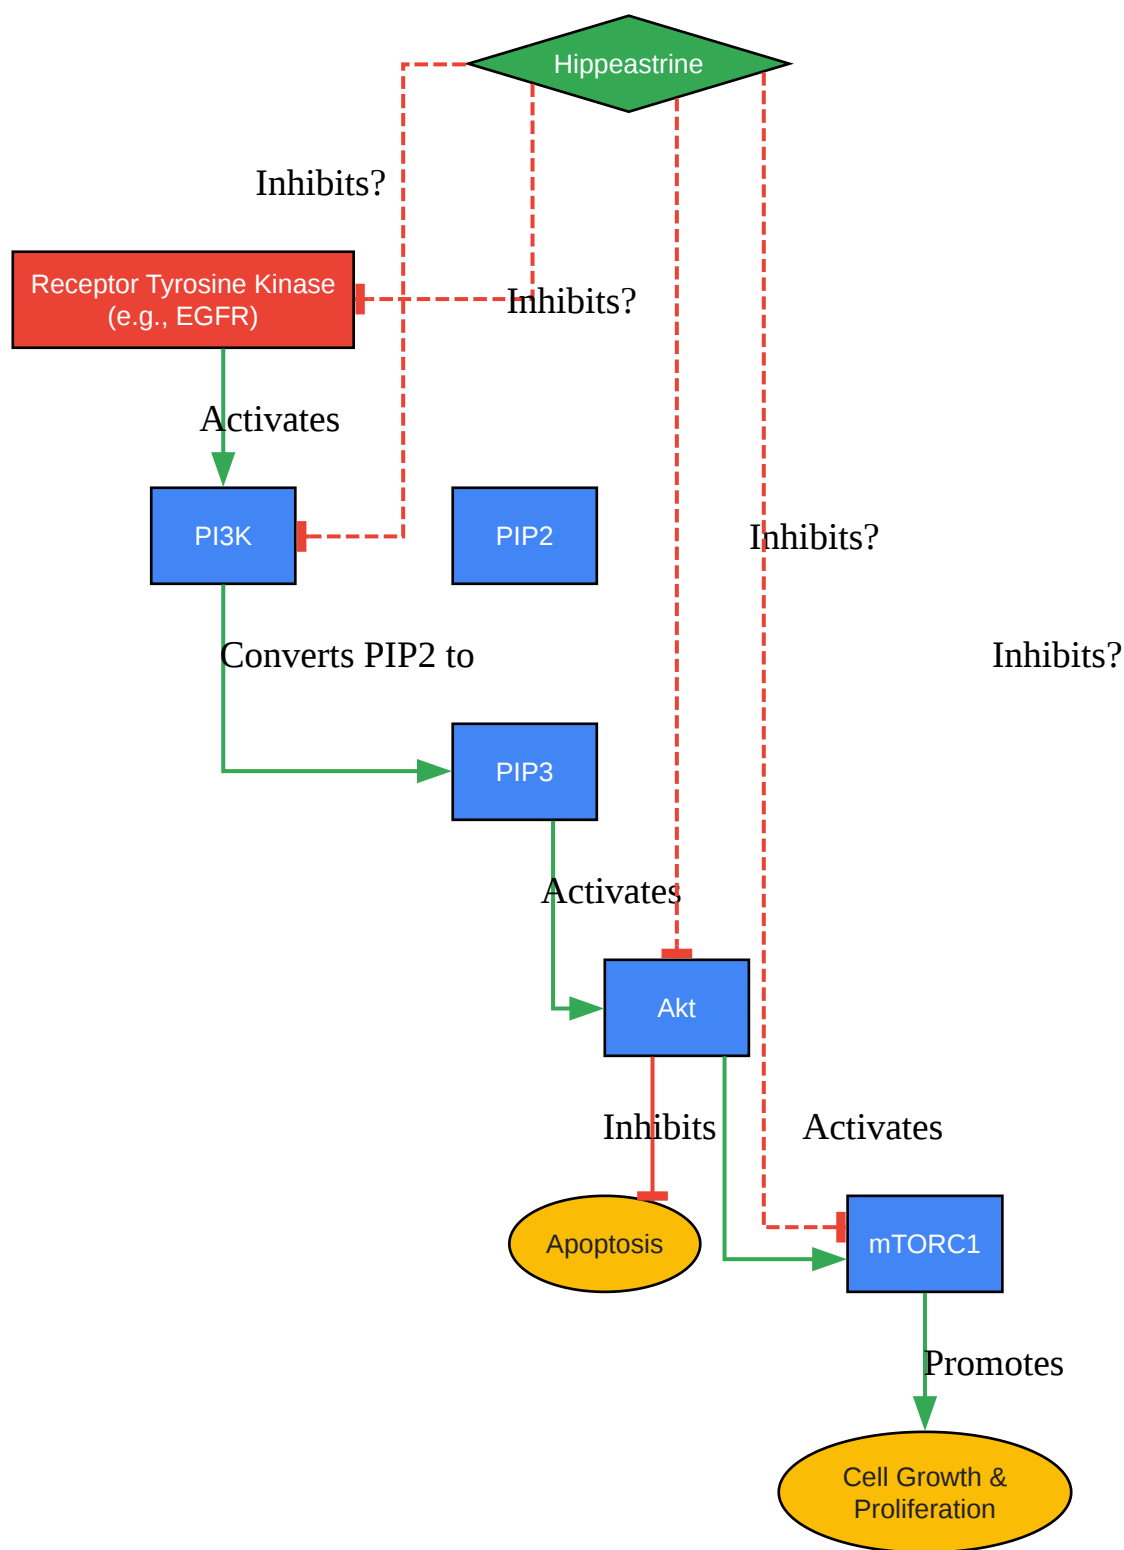 Hippeastrine
Inhibits?
Receptor Tyrosine Kinase
(e.g., EGFR)
Inhibits?
Activates
PI3K
PIP2
Inhibits?
Converts PIP2 to
Inhibits?
PIP3
Activates
Akt
Inhibits
Activates
Apoptosis
mTORC1
Promotes
Cell Growth &
Proliferation